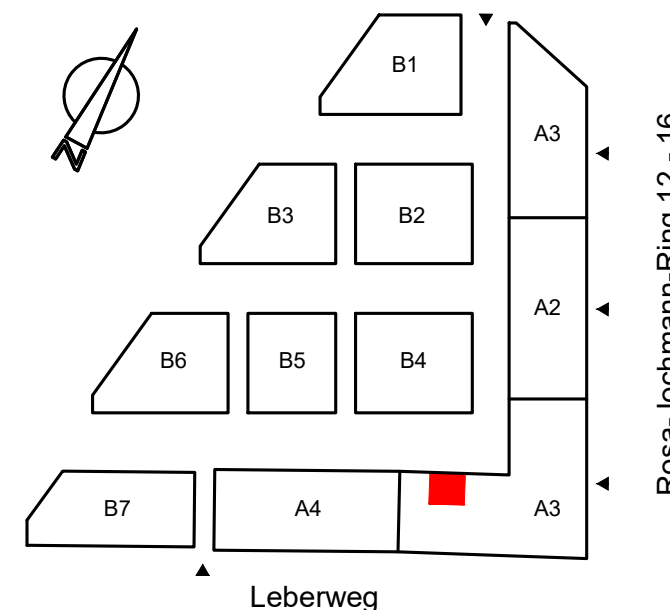 B1
A3
B3
B2
A2
B6
B5
B4
B7
A4
A3
Leberweg
Rosa-Jochmann-Ring 12 - 16
N